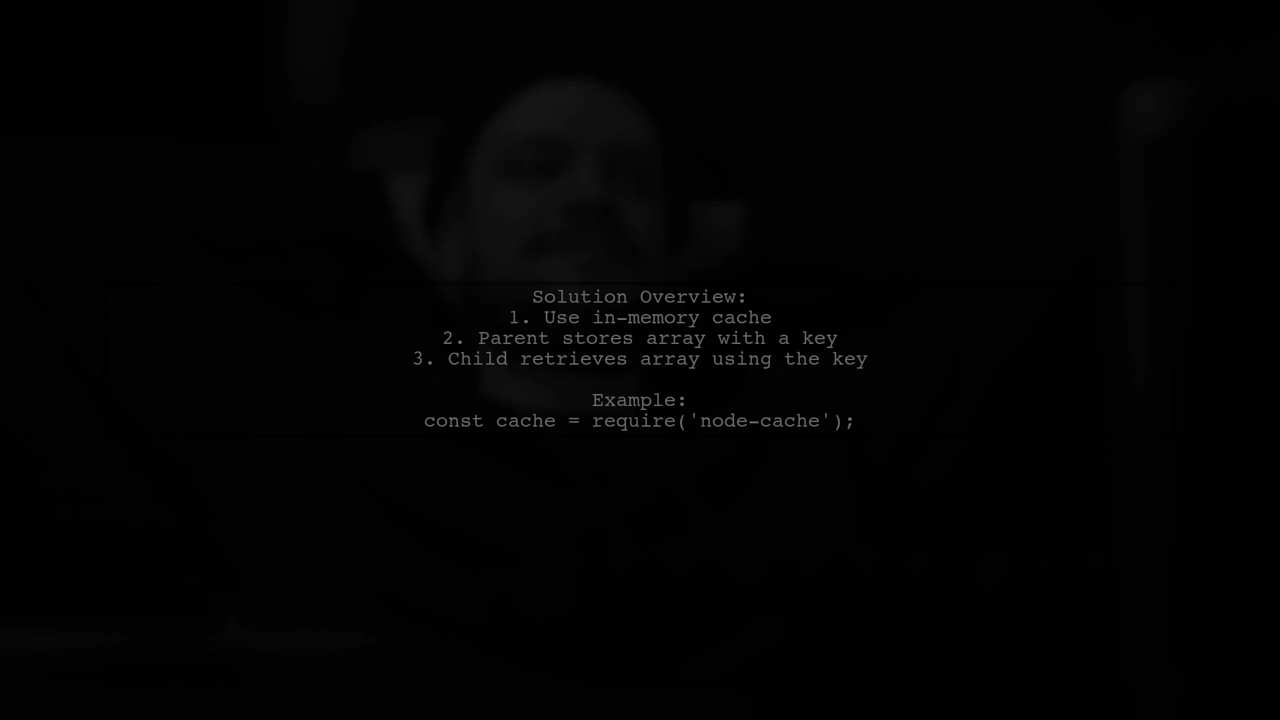 Solution Overview:
1. Use in-memory cache
2. Parent stores array with a key
3. Child retrieves array using the key
Example:
const cache = require('node-cache');